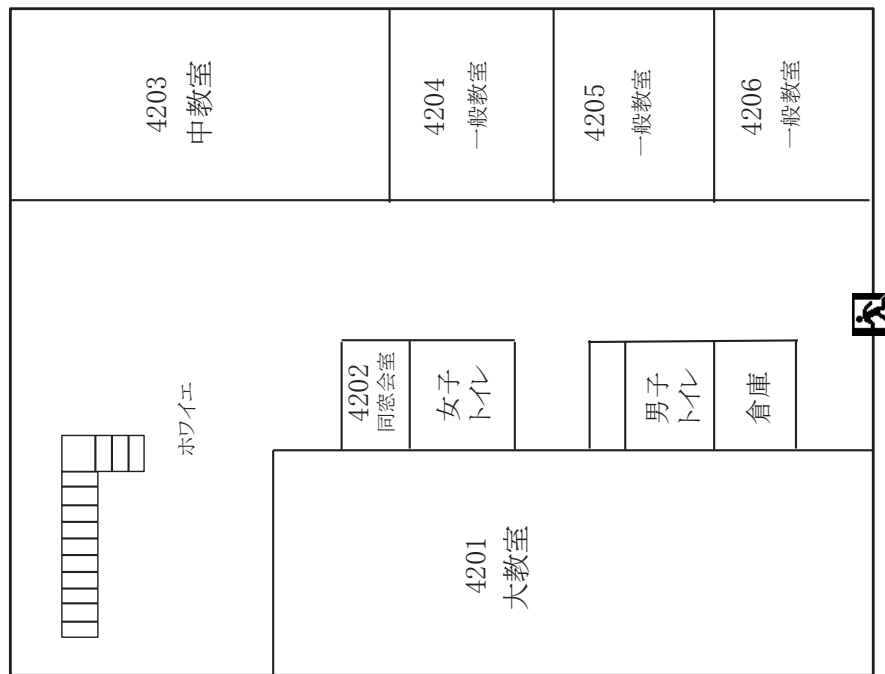 4203
中教室
4204
一般教室
4205
一般教室
4206
一般教室
4202
同窓会室
女子
トイレ
男子
トイレ
倉庫
ホワイエ
4201
大教室